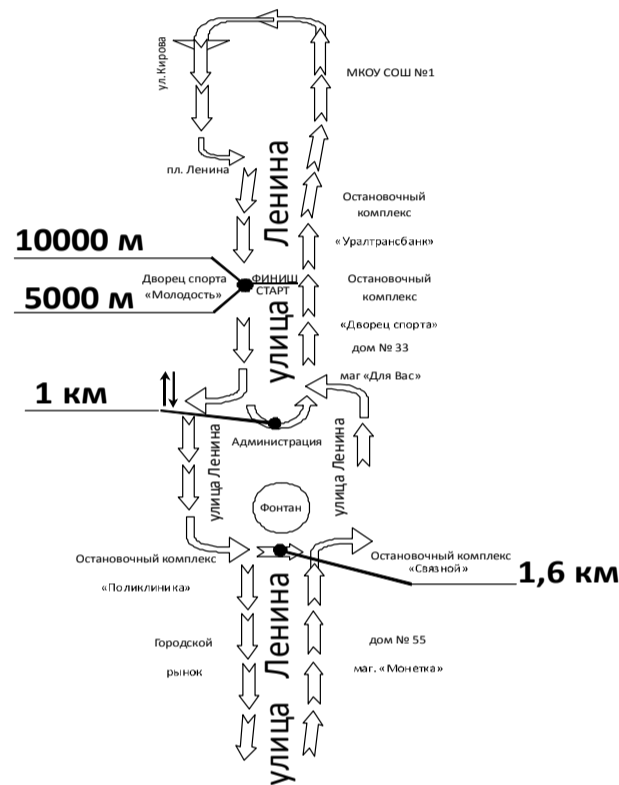 ул.Кирова
МКОУ СОШ №1
пл. Ленина
улица Ленина
Остановочный
комплекс
«Уралтрансбанк»
10000 м
Дворец спорта
«Молодость»
ФИНИШ
СТАРТ
5000 м
Остановочный
комплекс
«Дворец спорта»
дом № 33
маг «Для Вас»
1 км
Администрация
улица Ленина
улица Ленина
Фонтан
Остановочный комплекс
«Поликлиника»
Остановочный комплекс
«Связной»
1,6 км
улица Ленина
Городской
рынок
дом № 55
маг. «Монетка»